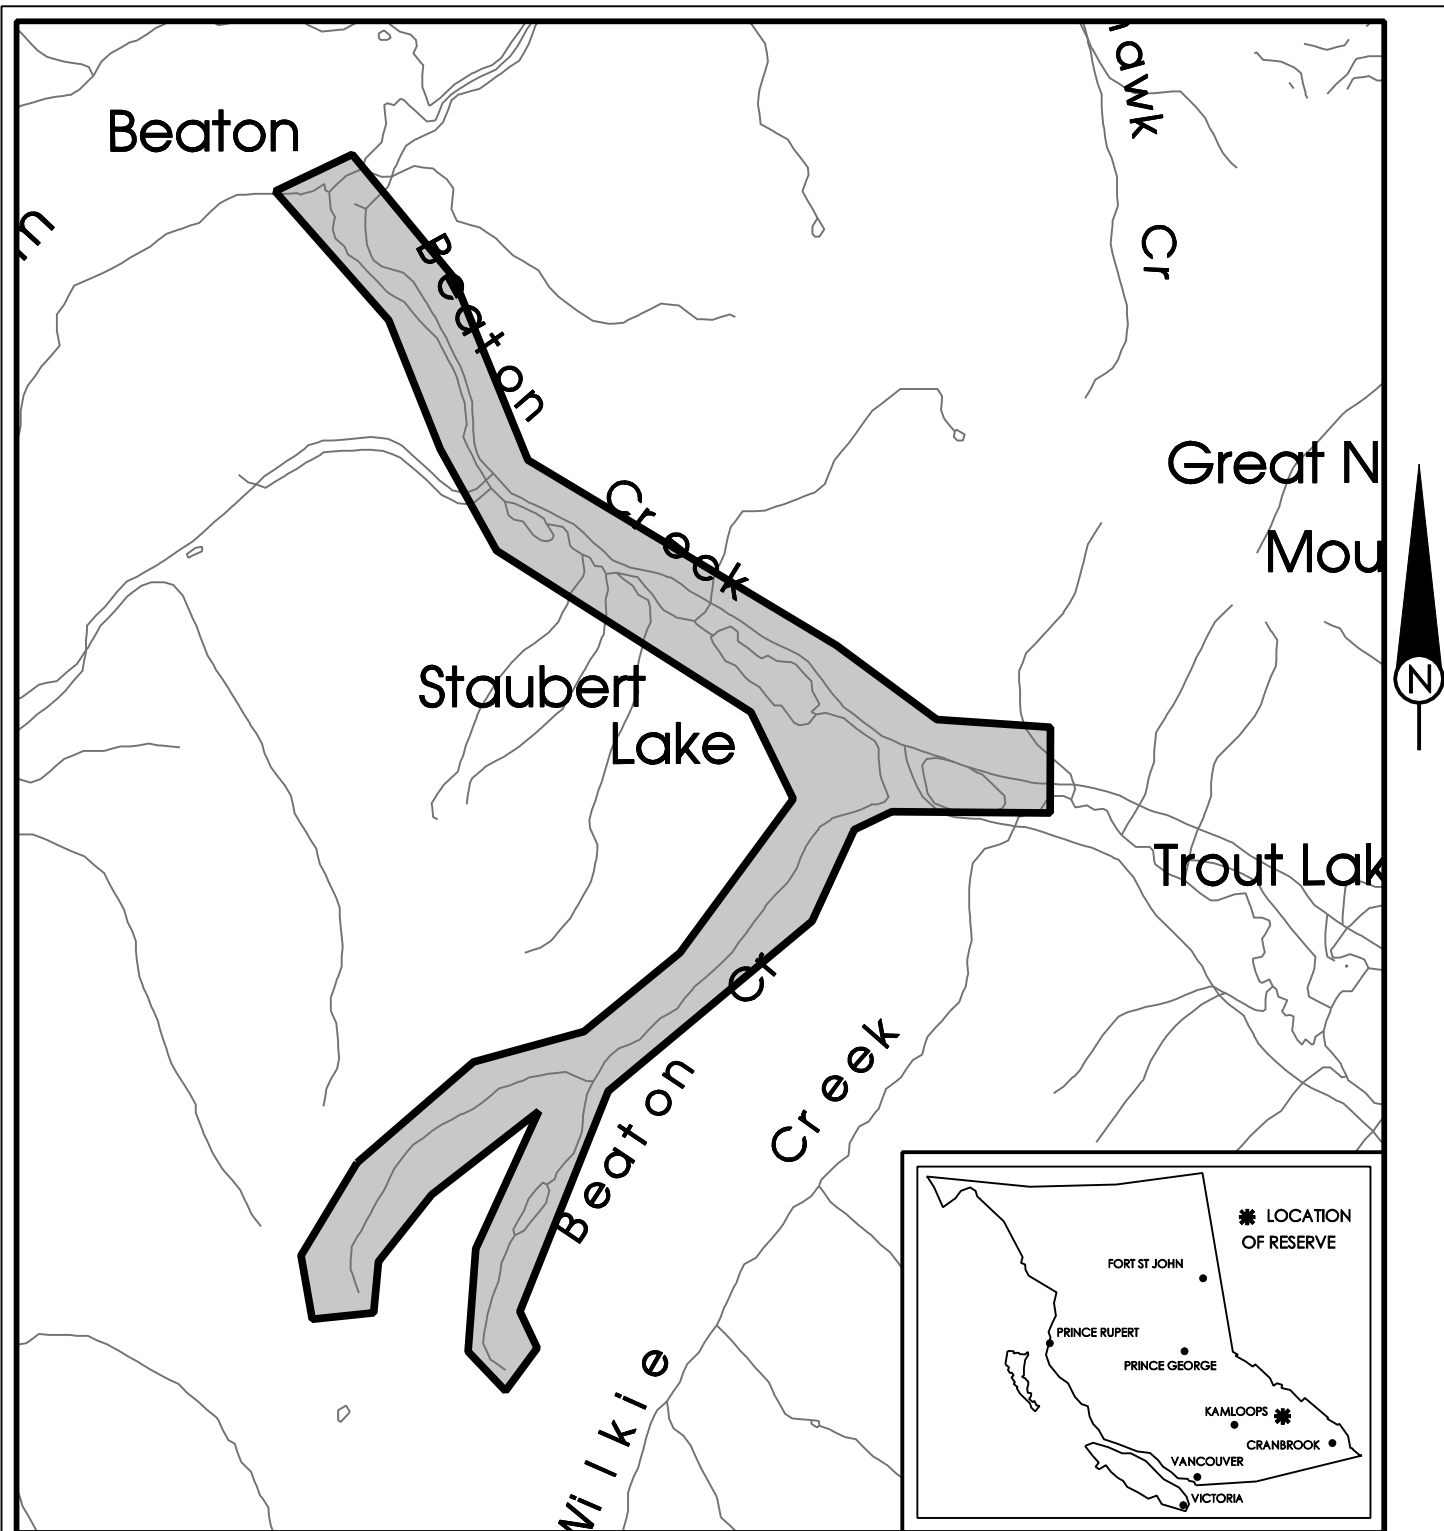 Beaton
Beaton
Creek
awk
Cr
Great N
Mou
N
Staubert
Lake
Trout Lak
Beaton Cr
Wilkie Creek
LOCATION
OF RESERVE
FORT ST JOHN
PRINCE RUPERT
PRINCE GEORGE
KAMLOOPS
CRANBROOK
VANCOUVER
VICTORIA